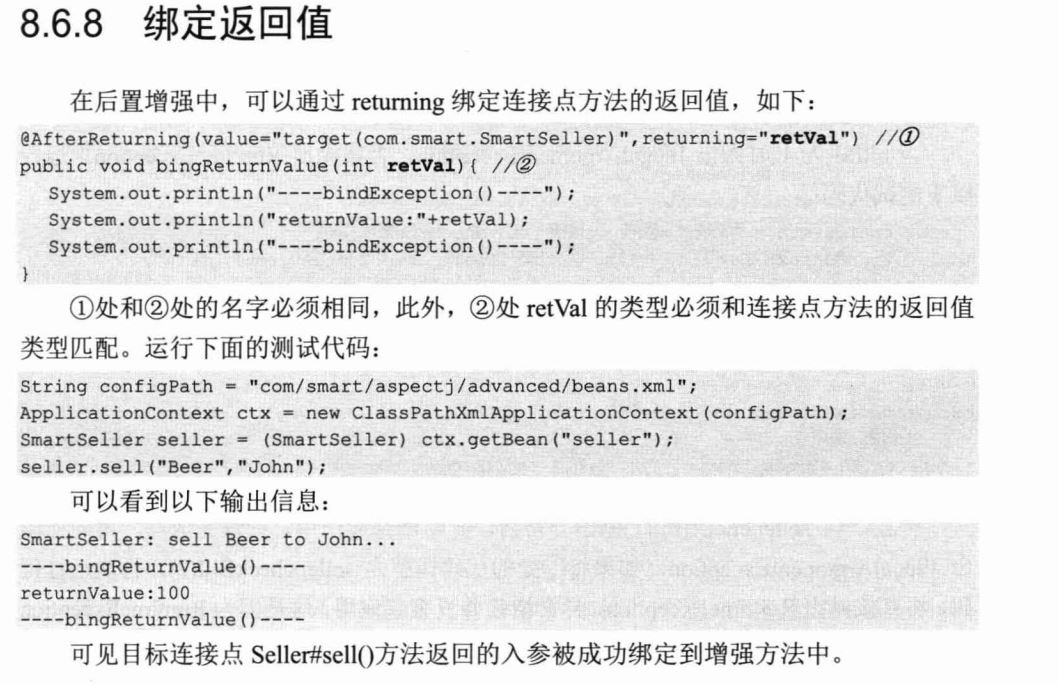 8.6.8 绑定返回值
在后置增强中，可以通过 returning 绑定连接点方法的返回值，如下：
@AfterReturning(value="target(com.smart.SmartSeller)",returning="retVal") //①
public void bingReturnValue(int retVal){ //②
System.out.println("----bindException()----");
System.out.println("returnValue:"+retVal);
System.out.println("----bindException()----");
}
①处和②处的名字必须相同，此外，②处 retVal 的类型必须和连接点方法的返回值
类型匹配。运行下面的测试代码：
String configPath = "com/smart/aspectj/advanced/beans.xml";
ApplicationContext ctx = new ClassPathXmlApplicationContext(configPath);
SmartSeller seller = (SmartSeller) ctx.getBean("seller");
seller.sell("Beer","John");
可以看到以下输出信息：
SmartSeller: sell Beer to John...
----bingReturnValue()----
returnValue:100
----bingReturnValue()----
可见目标连接点 Seller#sell()方法返回的入参被成功绑定到增强方法中。